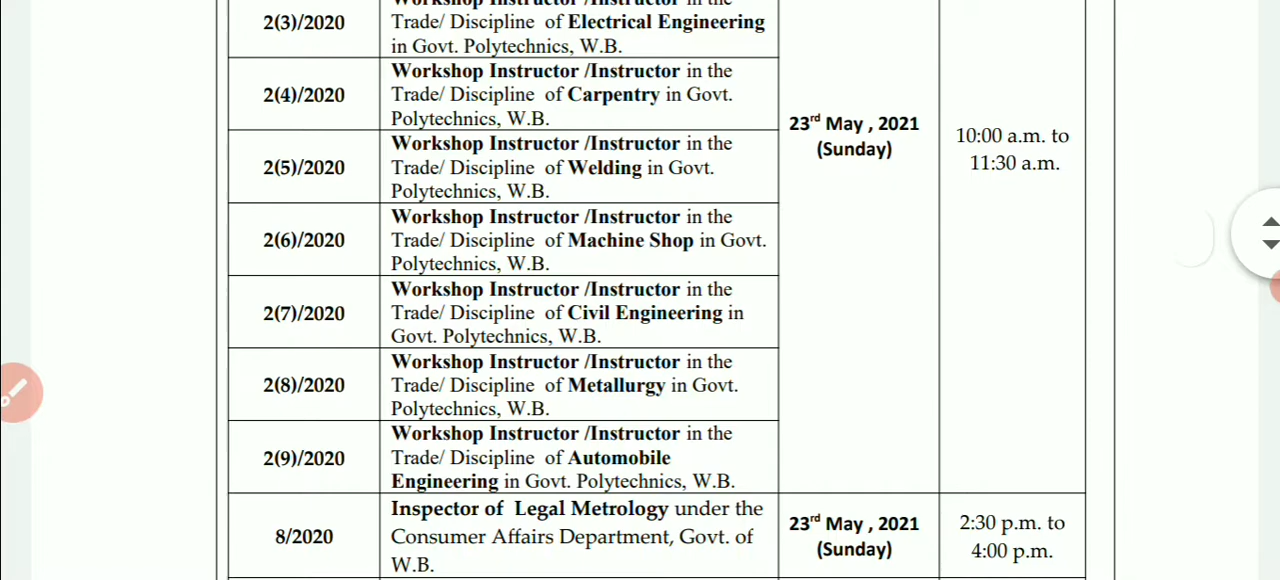 Workshop Instructor /Instructor in the
2(3)/2020
Trade/ Discipline of Electrical Engineering
in Govt. Polytechnics, W.B.
2(4)/2020
Workshop Instructor /Instructor in the
Trade/ Discipline of Carpentry in Govt.
Polytechnics, W.B.
2(5)/2020
Workshop Instructor /Instructor in the
Trade/ Discipline of Welding in Govt.
Polytechnics, W.B.
2(6)/2020
Workshop Instructor /Instructor in the
Trade/ Discipline of Machine Shop in Govt.
Polytechnics, W.B.
2(7)/2020
Workshop Instructor /Instructor in the
Trade/ Discipline of Civil Engineering in
Govt. Polytechnics, W.B.
2(8)/2020
Workshop Instructor /Instructor in the
Trade/ Discipline of Metallurgy in Govt.
Polytechnics, W.B.
2(9)/2020
Workshop Instructor /Instructor in the
Trade/ Discipline of Automobile
Engineering in Govt. Polytechnics, W.B.
23rd May , 2021
(Sunday)
10:00 a.m. to
11:30 a.m.
8/2020
Inspector of Legal Metrology under the
Consumer Affairs Department, Govt. of
W.B.
23rd May , 2021
(Sunday)
2:30 p.m. to
4:00 p.m.